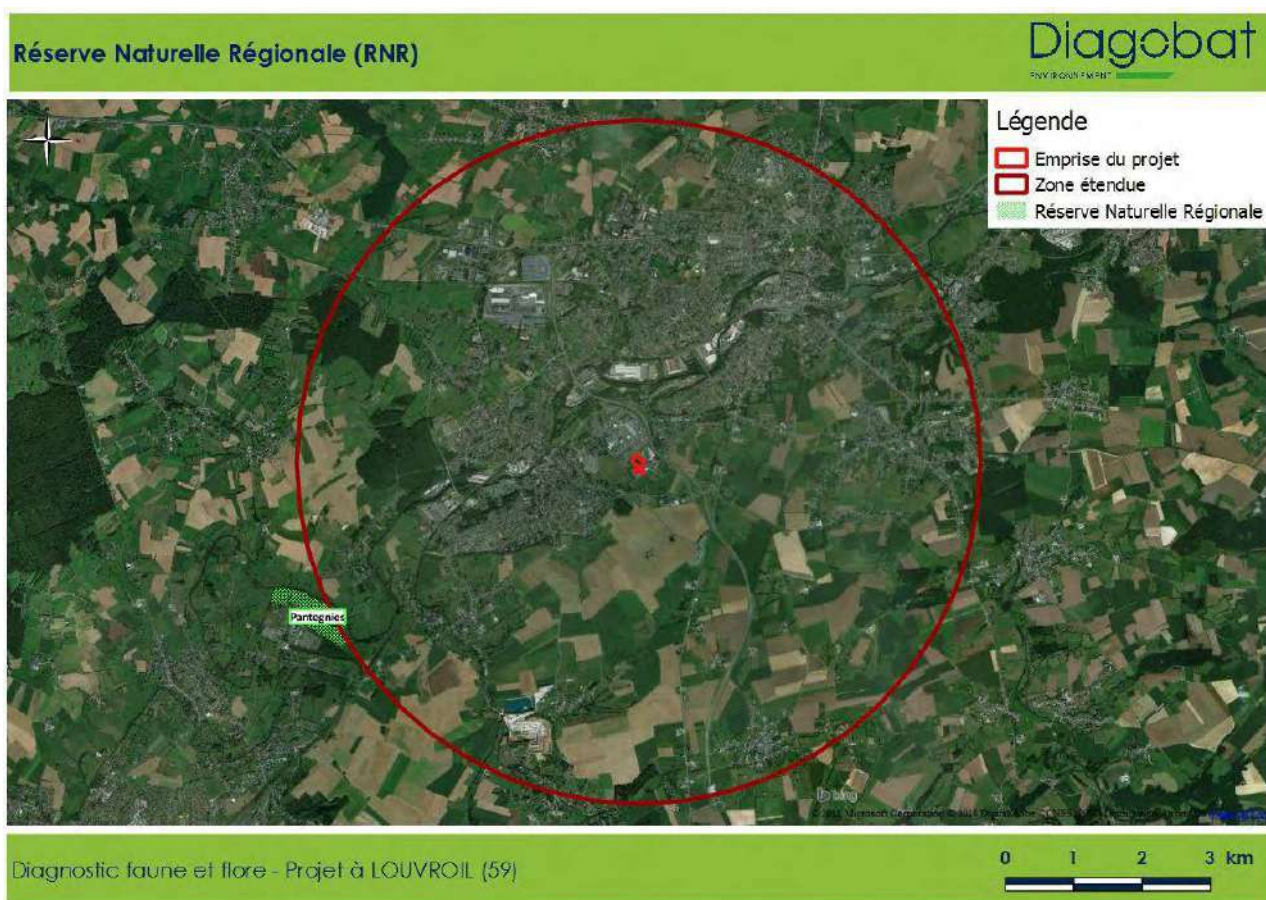 Réserve Naturelle Régionale (RNR)
Diagobat
ENVIRONNEMENT
Légende
Emprise du projet
Zone étendue
Réserve Naturelle Régionale
Pantegnies
bing
Diagnostic faune et flore - Projet à LOUVROIL (59)
0 1 2 3 km